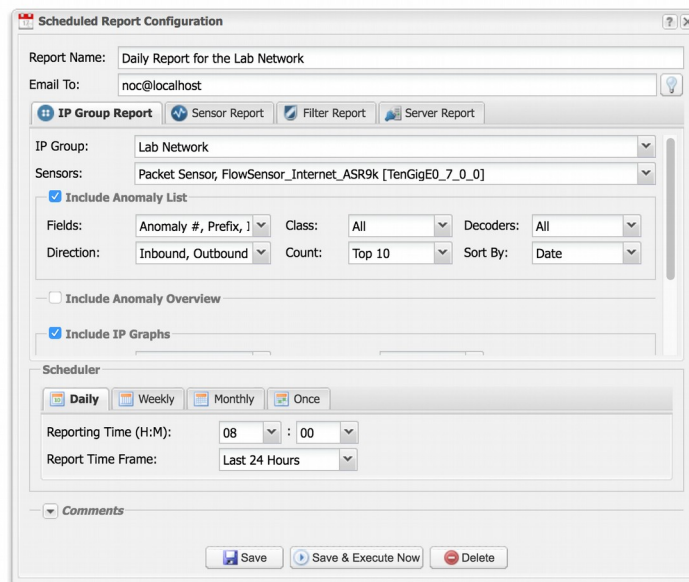 Scheduled Report Configuration ?
Report Name: Daily Report for the Lab Network
Email To: noc@localhost
IP Group Report Sensor Report Filter Report Server Report
IP Group: Lab Network
Sensors: Packet Sensor, FlowSensor_Internet_ASR9k [TenGigE0_7_0_0]
Include Anomaly List
Fields: Anomaly #, Prefix, Class: All Decoders: All
Direction: Inbound, Outbound Count: Top 10 Sort By: Date
Include Anomaly Overview
Include IP Graphs
Scheduler
Daily Weekly Monthly Once
Reporting Time (H:M): 08 : 00
Report Time Frame: Last 24 Hours
Comments
Save Save & Execute Now Delete